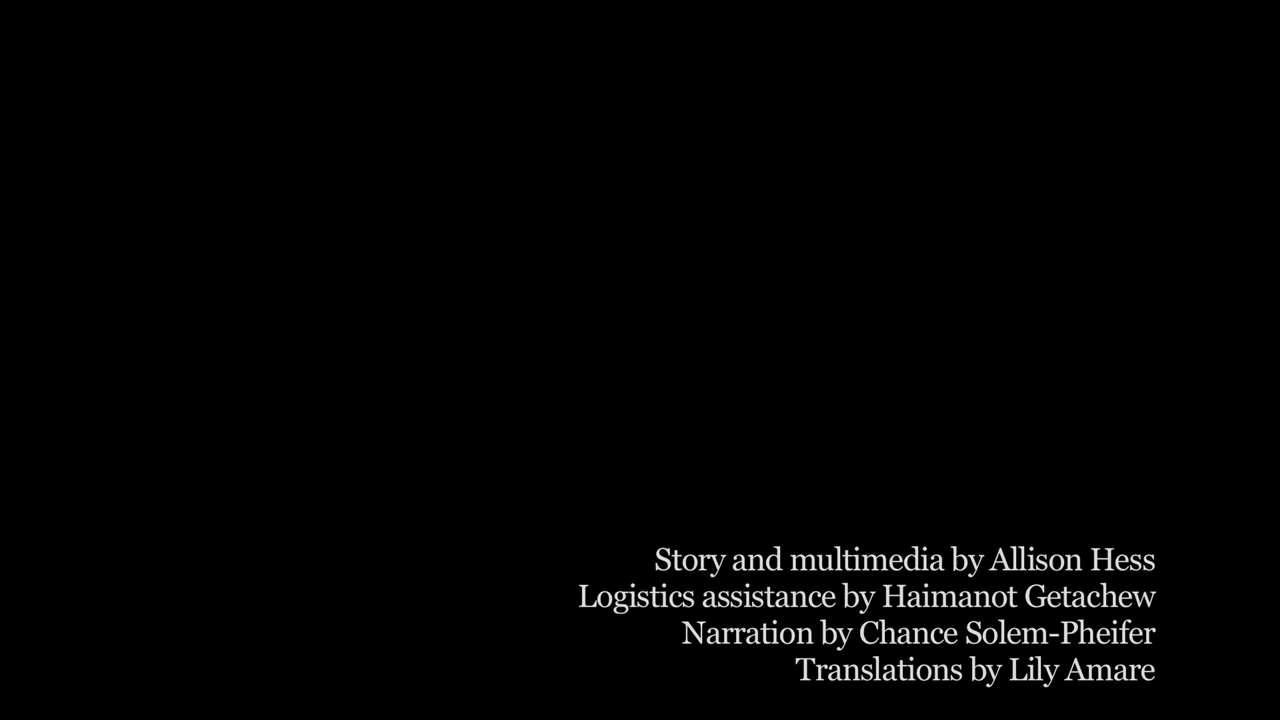 Story and multimedia by Allison Hess
Logistics assistance by Haimanot Getachew
Narration by Chance Solem-Pheifer
Translations by Lily Amare